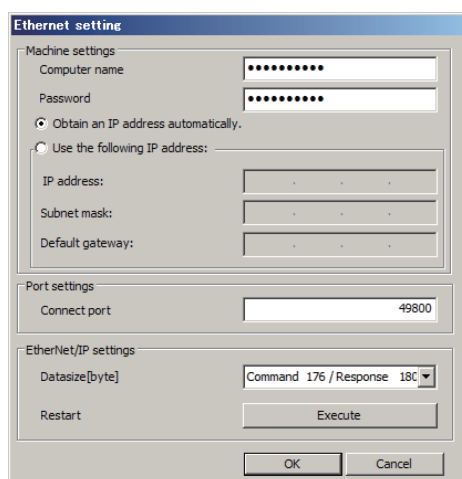 Ethernet setting
Machine settings
Computer name ••••••••••
Password ••••••••••
Obtain an IP address automatically.
Use the following IP address:
IP address: . . .
Subnet mask: . . .
Default gateway: . . .
Port settings
Connect port 49800
EtherNet/IP settings
Datasize[byte] Command 176 / Response 180
Restart Execute
OK Cancel